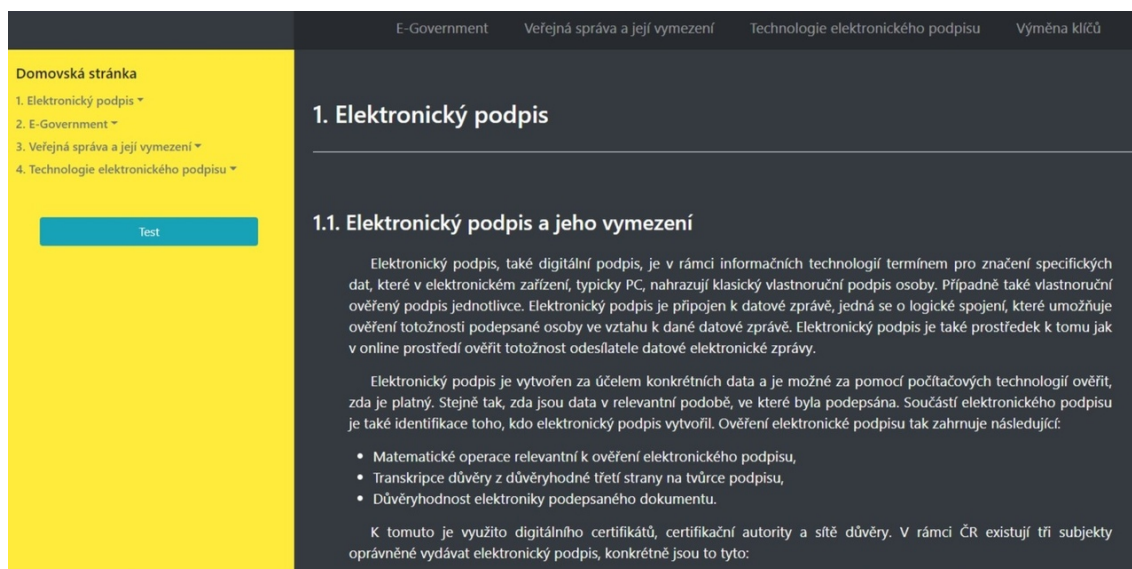 E-Government Veřejná správa a její vymezení Technologie elektronického podpisu Výměna klíčů
Domovská stránka
1. Elektronický podpis
2. E-Government
3. Veřejná správa a její vymezení
4. Technologie elektronického podpisu
Test
1. Elektronický podpis
1.1. Elektronický podpis a jeho vymezení
Elektronický podpis, také digitální podpis, je v rámci informačních technologií termínem pro značení specifických
dat, které v elektronickém zařízení, typicky PC, nahrazují klasický vlastnoruční podpis osoby. Případně také vlastnoruční
ověřený podpis jednotlivce. Elektronický podpis je připojen k datové zprávě, jedná se o logické spojení, které umožňuje
ověření totožnosti podepsané osoby ve vztahu k dané datové zprávě. Elektronický podpis je také prostředek k tomu jak
v online prostředí ověřit totožnost odesílatele datové elektronické zprávy.
Elektronický podpis je vytvořen za účelem konkrétních data a je možné za pomocí počítačových technologií ověřit,
zda je platný. Stejně tak, zda jsou data v relevantní podobě, ve které byla podepsána. Součástí elektronického podpisu
je také identifikace toho, kdo elektronický podpis vytvořil. Ověření elektronické podpisu tak zahrnuje následující:
• Matematické operace relevantní k ověření elektronického podpisu,
• Transkripce důvěry z důvěryhodné třetí strany na tvůrce podpisu,
• Důvěryhodnost elektroniky podepsaného dokumentu.
K tomuto je využito digitálního certifikátů, certifikační autority a sítě důvěry. V rámci ČR existují tři subjekty
oprávněné vydávat elektronický podpis, konkrétně jsou to tyto: